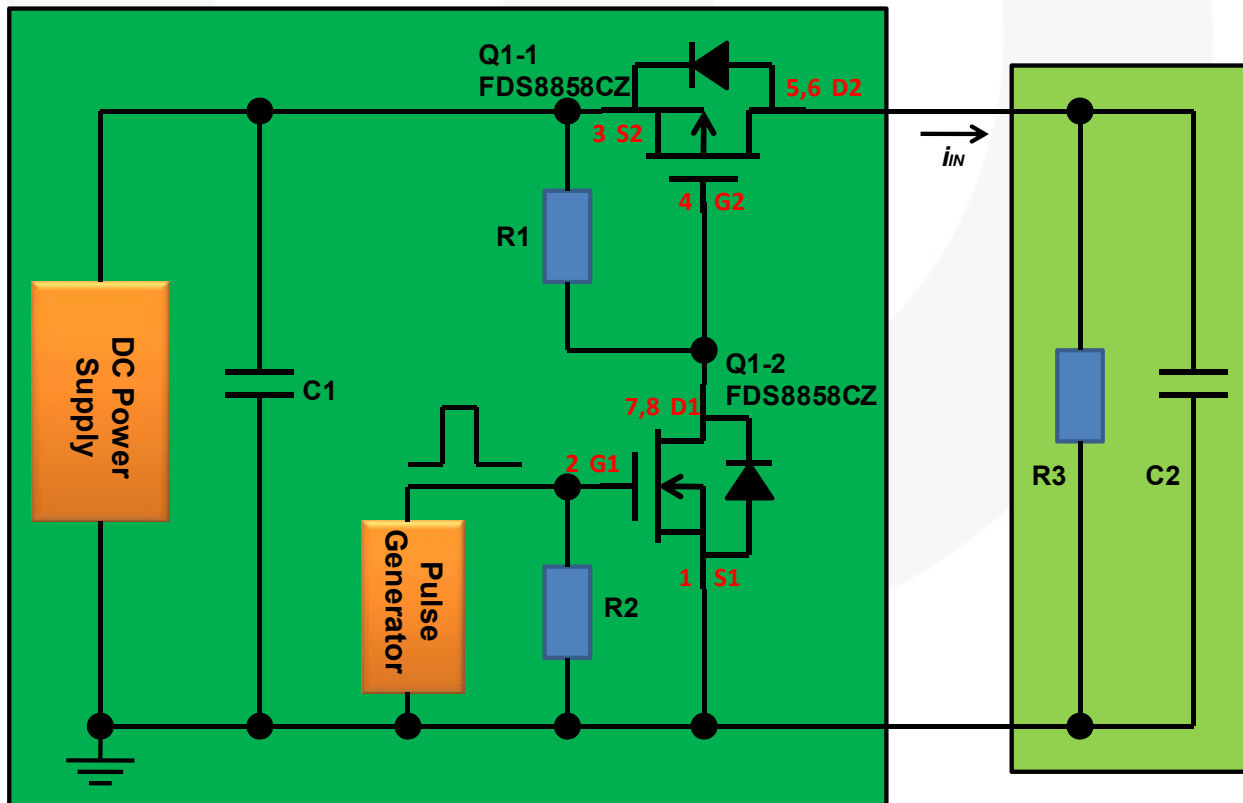 Q1-1
FDS8858CZ
5,6 D2
3 S2
iIN
4 G2
R1
DC Power
Supply
C1
Q1-2
FDS8858CZ
7,8 D1
2 G1
R3
C2
Pulse
Generator
1 S1
R2